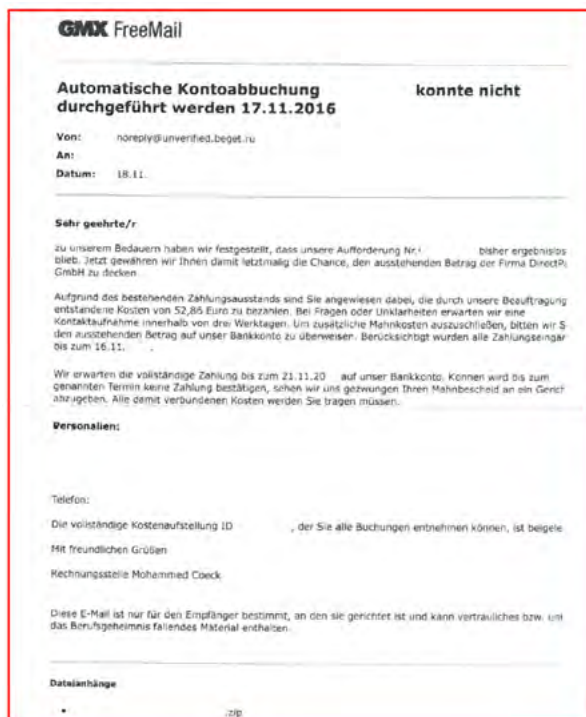 GMX FreeMail
Automatische Kontoabbuchung konnte nicht
durchgeführt werden 17.11.2016
Von: noreply@unverified.beget.ru
An:
Datum: 18.11.
Sehr geehrte/r
zu unserem Bedauern haben wir festgestellt, dass unsere Aufforderung Nr. bisher ergebnislos
blieb. Jetzt gewähren wir Ihnen damit letztmalig die Chance, den ausstehenden Betrag der Firma DirectPa
GmbH zu decken.
Aufgrund des bestehenden Zahlungsausstands sind Sie angewiesen dabei, die durch unsere Beauftragung
entstandene Kosten von 52,86 Euro zu bezahlen. Bei Fragen oder Unklarheiten erwarten wir eine
Kontaktaufnahme innerhalb von drei Werktagen. Um zusätzliche Mahnkosten auszuschließen, bitten wir S
den ausstehenden Betrag auf unser Bankkonto zu überweisen. Berücksichtigt wurden alle Zahlungseingär
bis zum 16.11. .
Wir erwarten die vollständige Zahlung bis zum 21.11.20 auf unser Bankkonto. Können wird bis zum
genannten Termin keine Zahlung bestätigen, sehen wir uns gezwungen Ihren Mahnbescheid an ein Gerich
abzugeben. Alle damit verbundenen Kosten werden Sie tragen müssen.
Personalien:
Telefon:
Die vollständige Kostenaufstellung ID , der Sie alle Buchungen entnehmen können, ist beigele
Mit freundlichen Grüßen
Rechnungsstelle Mohammed Coeck
Diese E-Mail ist nur für den Empfänger bestimmt, an den sie gerichtet ist und kann vertrauliches bzw. unt
das Berufsgeheimnis fallendes Material enthalten.
Dateianhänge
• .zip